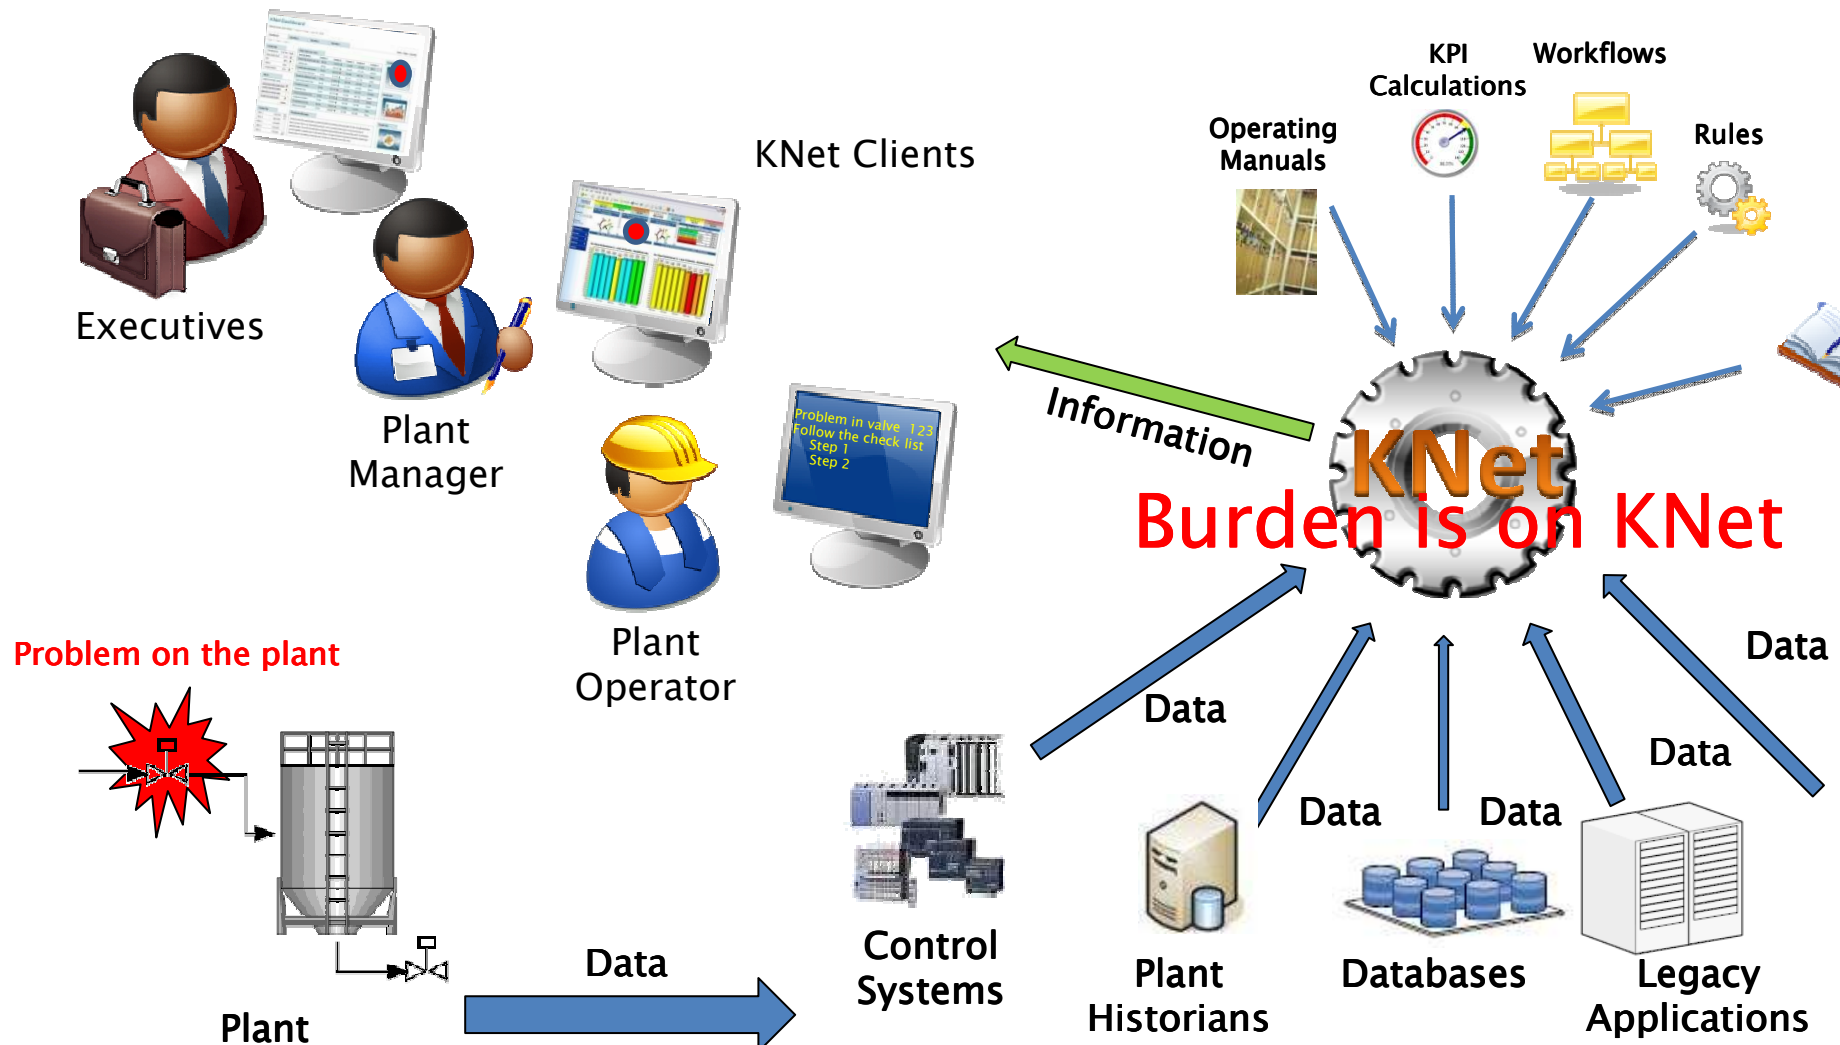 KPI
Calculations
Workflows
Operating
Manuals
Rules
KNet Clients
Executives
Plant
Manager
Problem in valve 123
Follow the check list
Step 1
Step 2
Information
KNet
Burden is on KNet
Plant
Operator
Problem on the plant
Data
Data
Data
Data
Data
Data
Control
Systems
Plant
Historians
Databases
Legacy
Applications
Plant